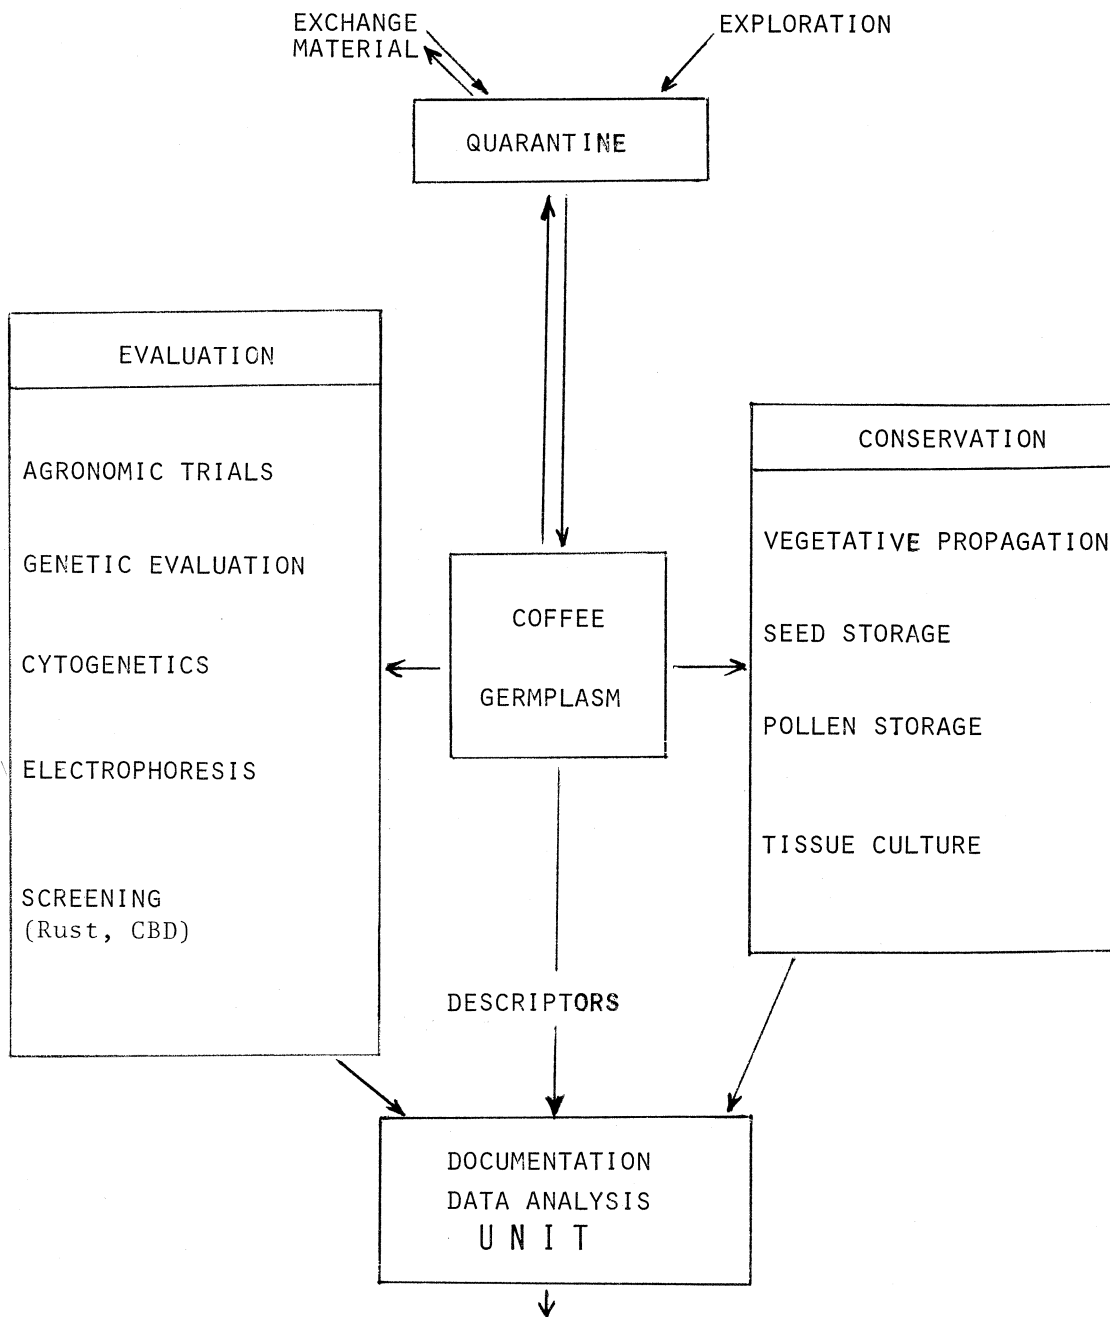 EXCHANGE
MATERIAL
EXPLORATION
QUARANTINE
EVALUATION
AGRONOMIC TRIALS
GENETIC EVALUATION
CYTOGENETICS
ELECTROPHORESIS
SCREENING
(Rust, CBD)
COFFEE
GERMPLASM
CONSERVATION
VEGETATIVE PROPAGATION
SEED STORAGE
POLLEN STORAGE
TISSUE CULTURE
DESCRIPTORS
DOCUMENTATION
DATA ANALYSIS
UNIT